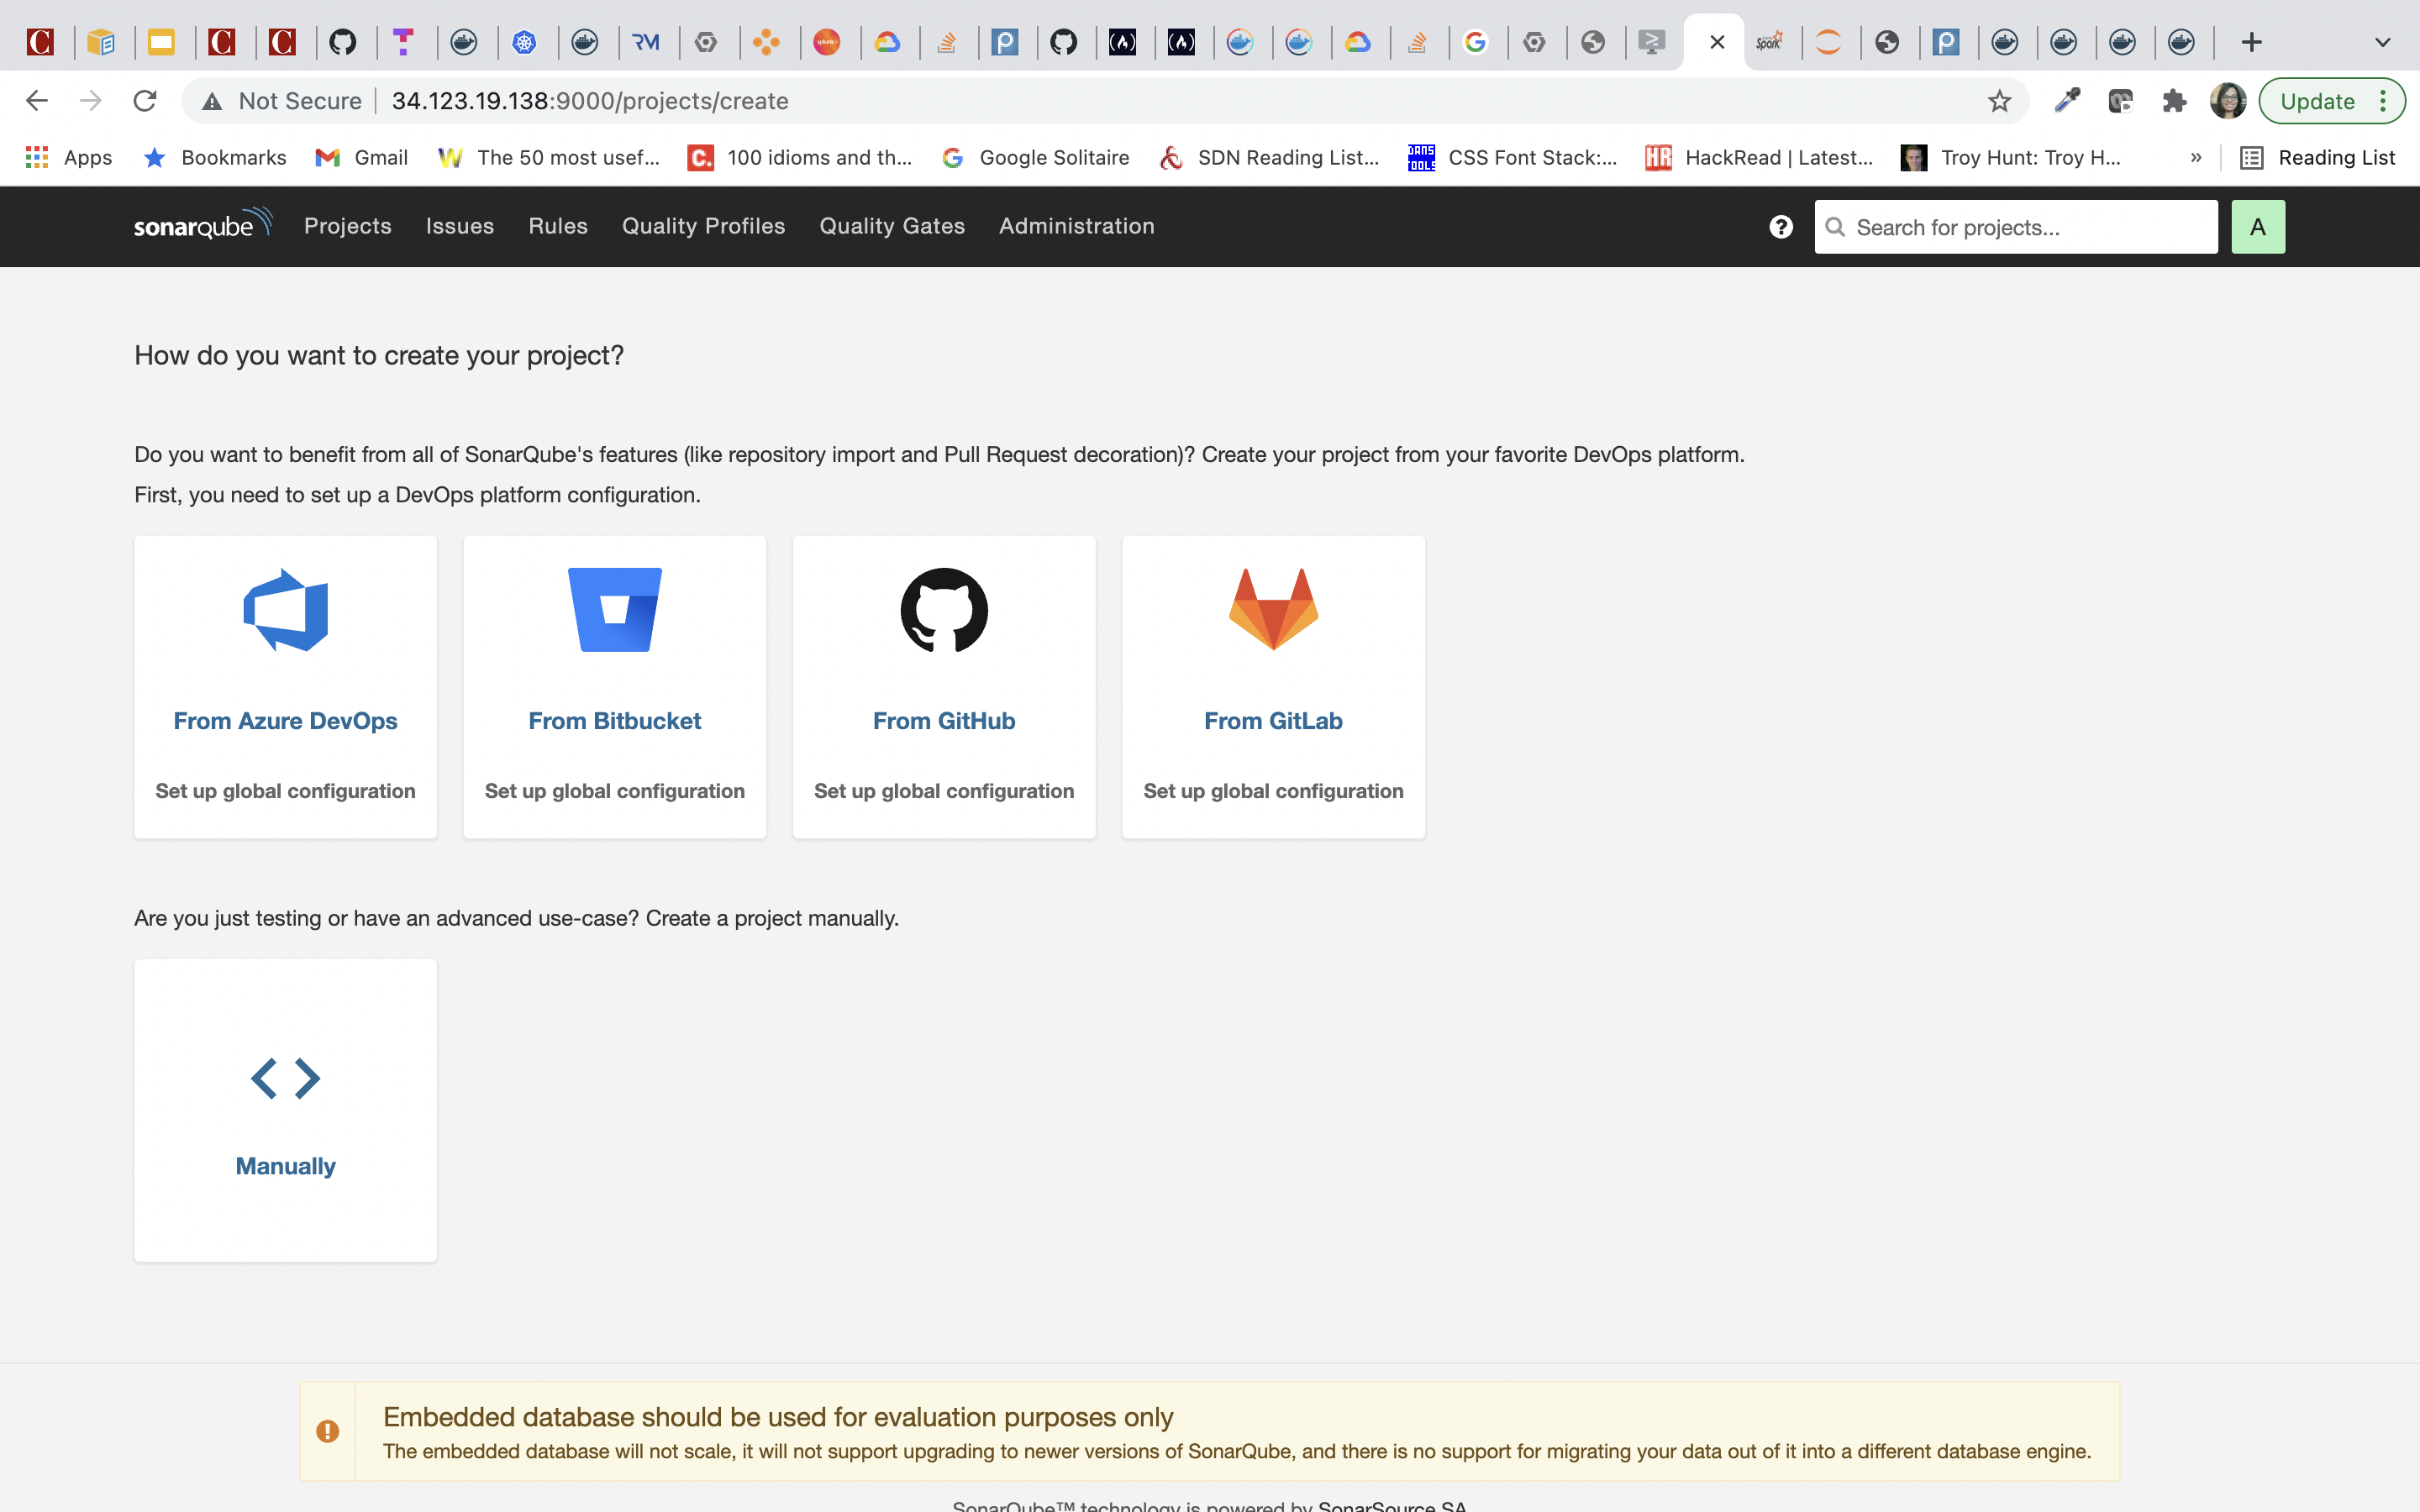 Not Secure 34.123.19.138:9000/projects/create Update
Apps Bookmarks Gmail The 50 most usef... 100 idioms and th... Google Solitaire SDN Reading List... CSS Font Stack:... HackRead | Latest... Troy Hunt: Troy H... » Reading List
sonarqube Projects Issues Rules Quality Profiles Quality Gates Administration Search for projects... A
How do you want to create your project?
Do you want to benefit from all of SonarQube's features (like repository import and Pull Request decoration)? Create your project from your favorite DevOps platform.
First, you need to set up a DevOps platform configuration.
From Azure DevOps From Bitbucket From GitHub From GitLab
Set up global configuration Set up global configuration Set up global configuration Set up global configuration
Are you just testing or have an advanced use-case? Create a project manually.
Manually
Embedded database should be used for evaluation purposes only
The embedded database will not scale, it will not support upgrading to newer versions of SonarQube, and there is no support for migrating your data out of it into a different database engine.
SonarQube™ technology is powered by SonarSource SA